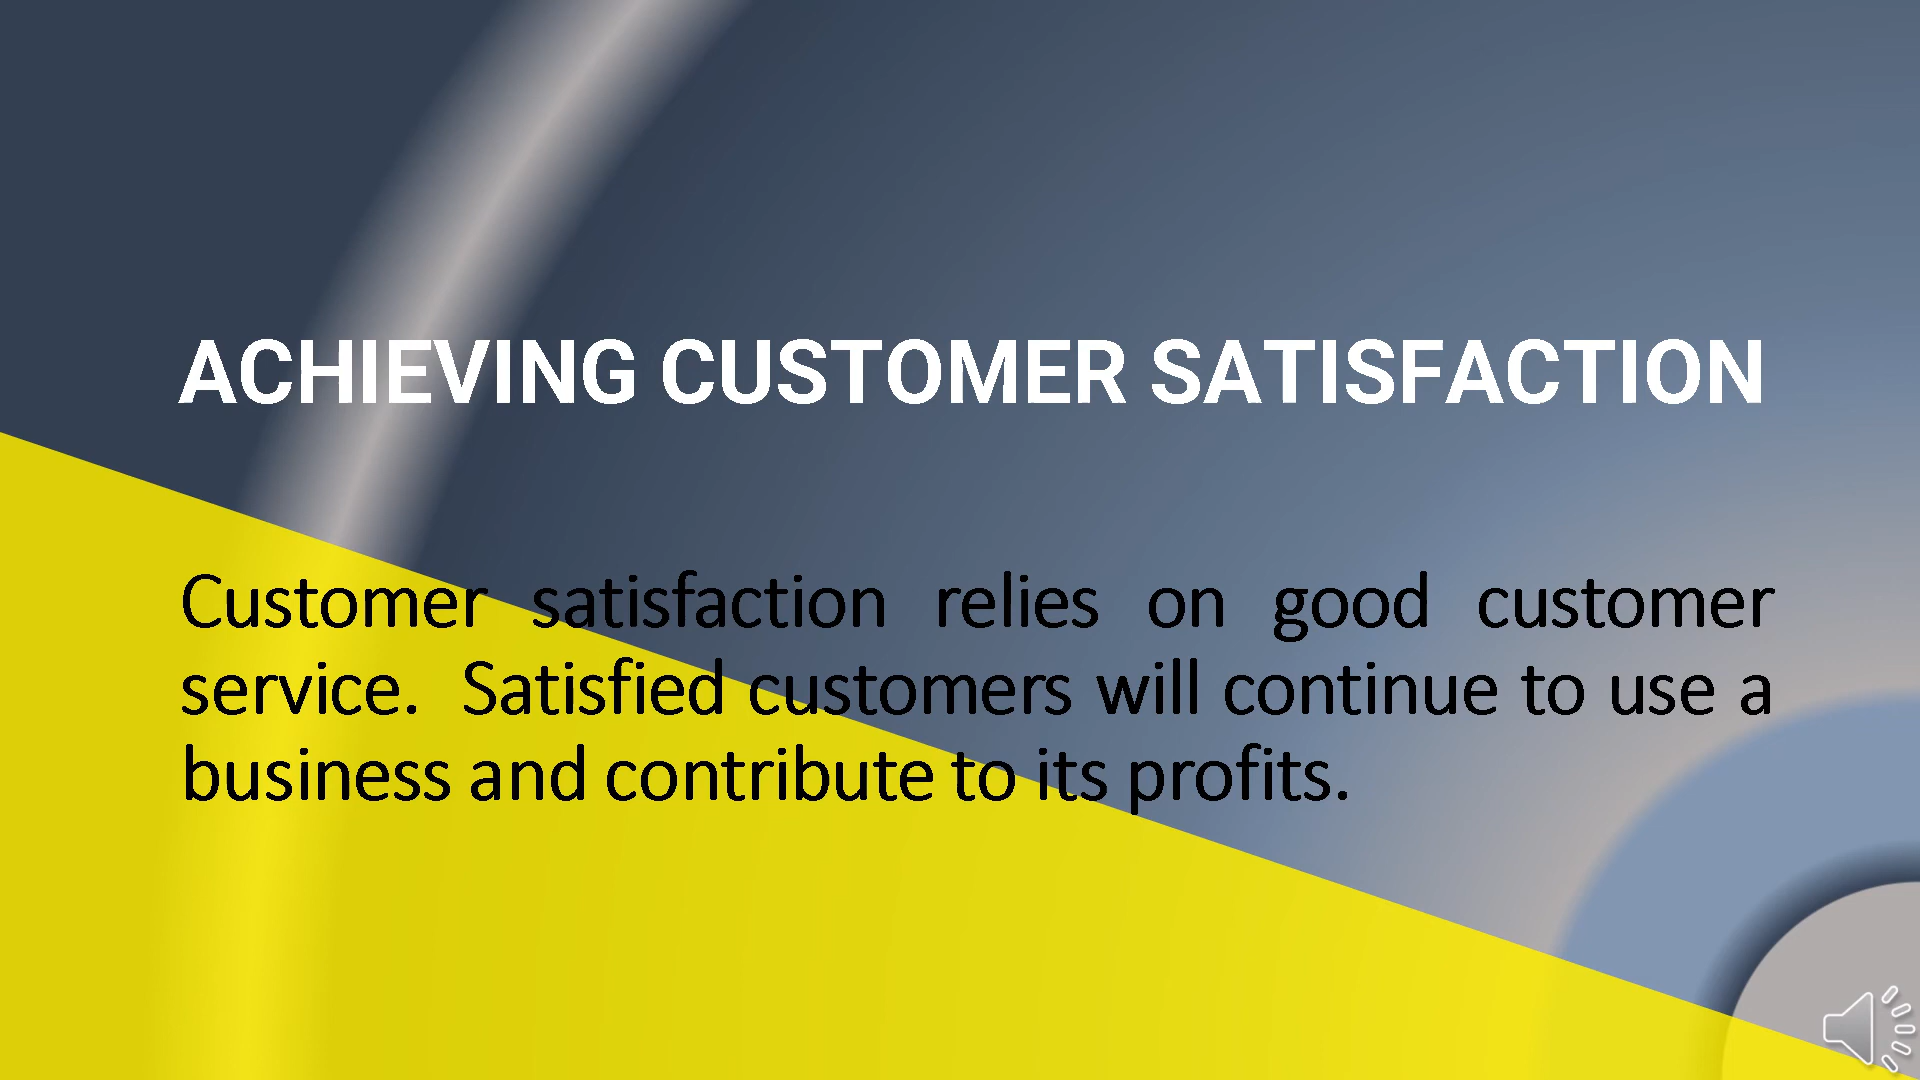 ACHIEVING CUSTOMER SATISFACTION
Customer satisfaction relies on good customer
service.  Satisfied customers will continue to use a
business and contribute to its profits.